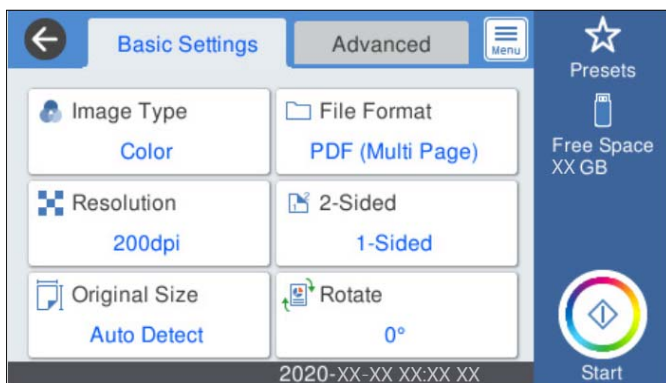 Basic Settings
Advanced
Menu
Presets
Image Type
Color
File Format
PDF (Multi Page)
Free Space
XX GB
Resolution
200dpi
2-Sided
1-Sided
Original Size
Auto Detect
Rotate
0°
Start
2020-XX-XX XX:XX XX